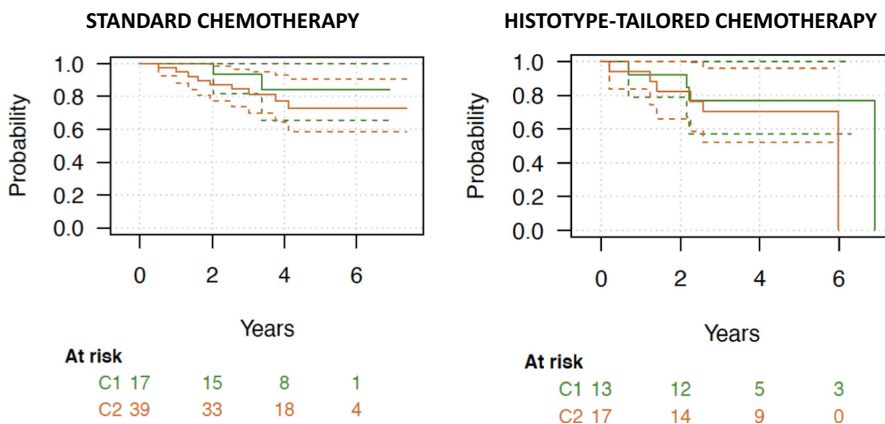 STANDARD CHEMOTHERAPY
Probability
1.0
0.8
0.6
0.4
0.2
0.0
0 2 4 6
Years
At risk
C1 17 15 8 1
C2 39 33 18 4
HISTOTYPE-TAILORED CHEMOTHERAPY
Probability
1.0
0.8
0.6
0.4
0.2
0.0
0 2 4 6
Years
At risk
C1 13 12 5 3
C2 17 14 9 0